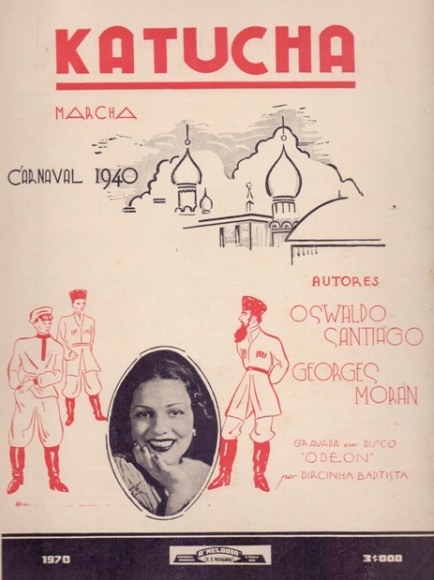 KATUCHA
MARCHA
CARNAVAL 1940
AUTORES
OSWALDO
SANTIAGO
GEORGES
MORAN
GRAVADA em DISCO
"ODEON"
por DIRCINHA BAPTISTA
1970
A MELODIA
E. S. MANGIONE
3$000